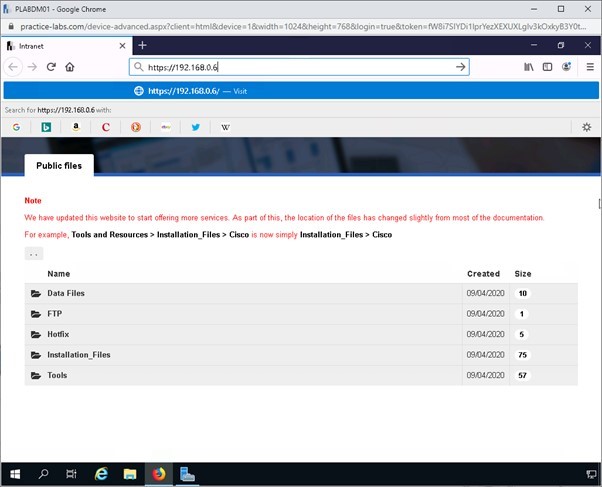 PLABDM01 - Google Chrome
practice-labs.com/device-advanced.aspx?client=html&device=1&width=1024&height=768&login=true&token=
Intranet
https://192.168.0.6
https://192.168.0.6/ — Visit
Search for https://192.168.0.6 with:
Public files
Note
We have updated this website to start offering more services. As part of this, the location of the files has changed slightly from most of the documentation.
For example, Tools and Resources > Installation_Files > Cisco is now simply Installation_Files > Cisco
. .
Name Created Size
Data Files 09/04/2020 10
FTP 09/04/2020 1
Hotfix 09/04/2020 5
Installation_Files 09/04/2020 75
Tools 09/04/2020 57